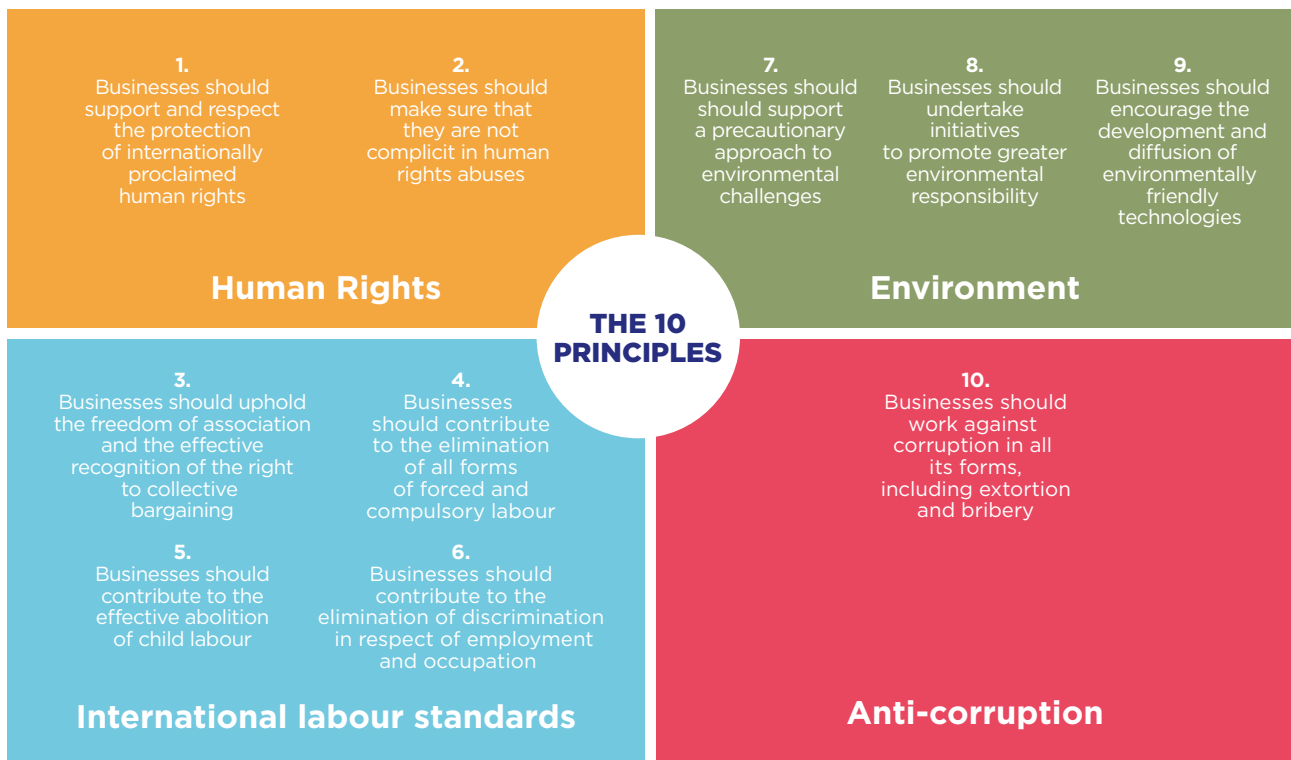 1.
Businesses should
support and respect
the protection
of internationally
proclaimed
human rights
2.
Businesses should
make sure that
they are not
complicit in human
rights abuses
Human Rights
7.
Businesses should
should support
a precautionary
approach to
environmental
challenges
8.
Businesses should
undertake
initiatives
to promote greater
environmental
responsibility
9.
Businesses should
encourage the
development and
diffusion of
environmentally
friendly
technologies
Environment
THE 10
PRINCIPLES
3.
Businesses should uphold
the freedom of association
and the effective
recognition of the right
to collective
bargaining
4.
Businesses
should contribute
to the elimination
of all forms
of forced and
compulsory labour
5.
Businesses should
contribute to the
effective abolition
of child labour
6.
Businesses should
contribute to the
elimination of discrimination
in respect of employment
and occupation
International labour standards
10.
Businesses should
work against
corruption in all
its forms,
including extortion
and bribery
Anti-corruption